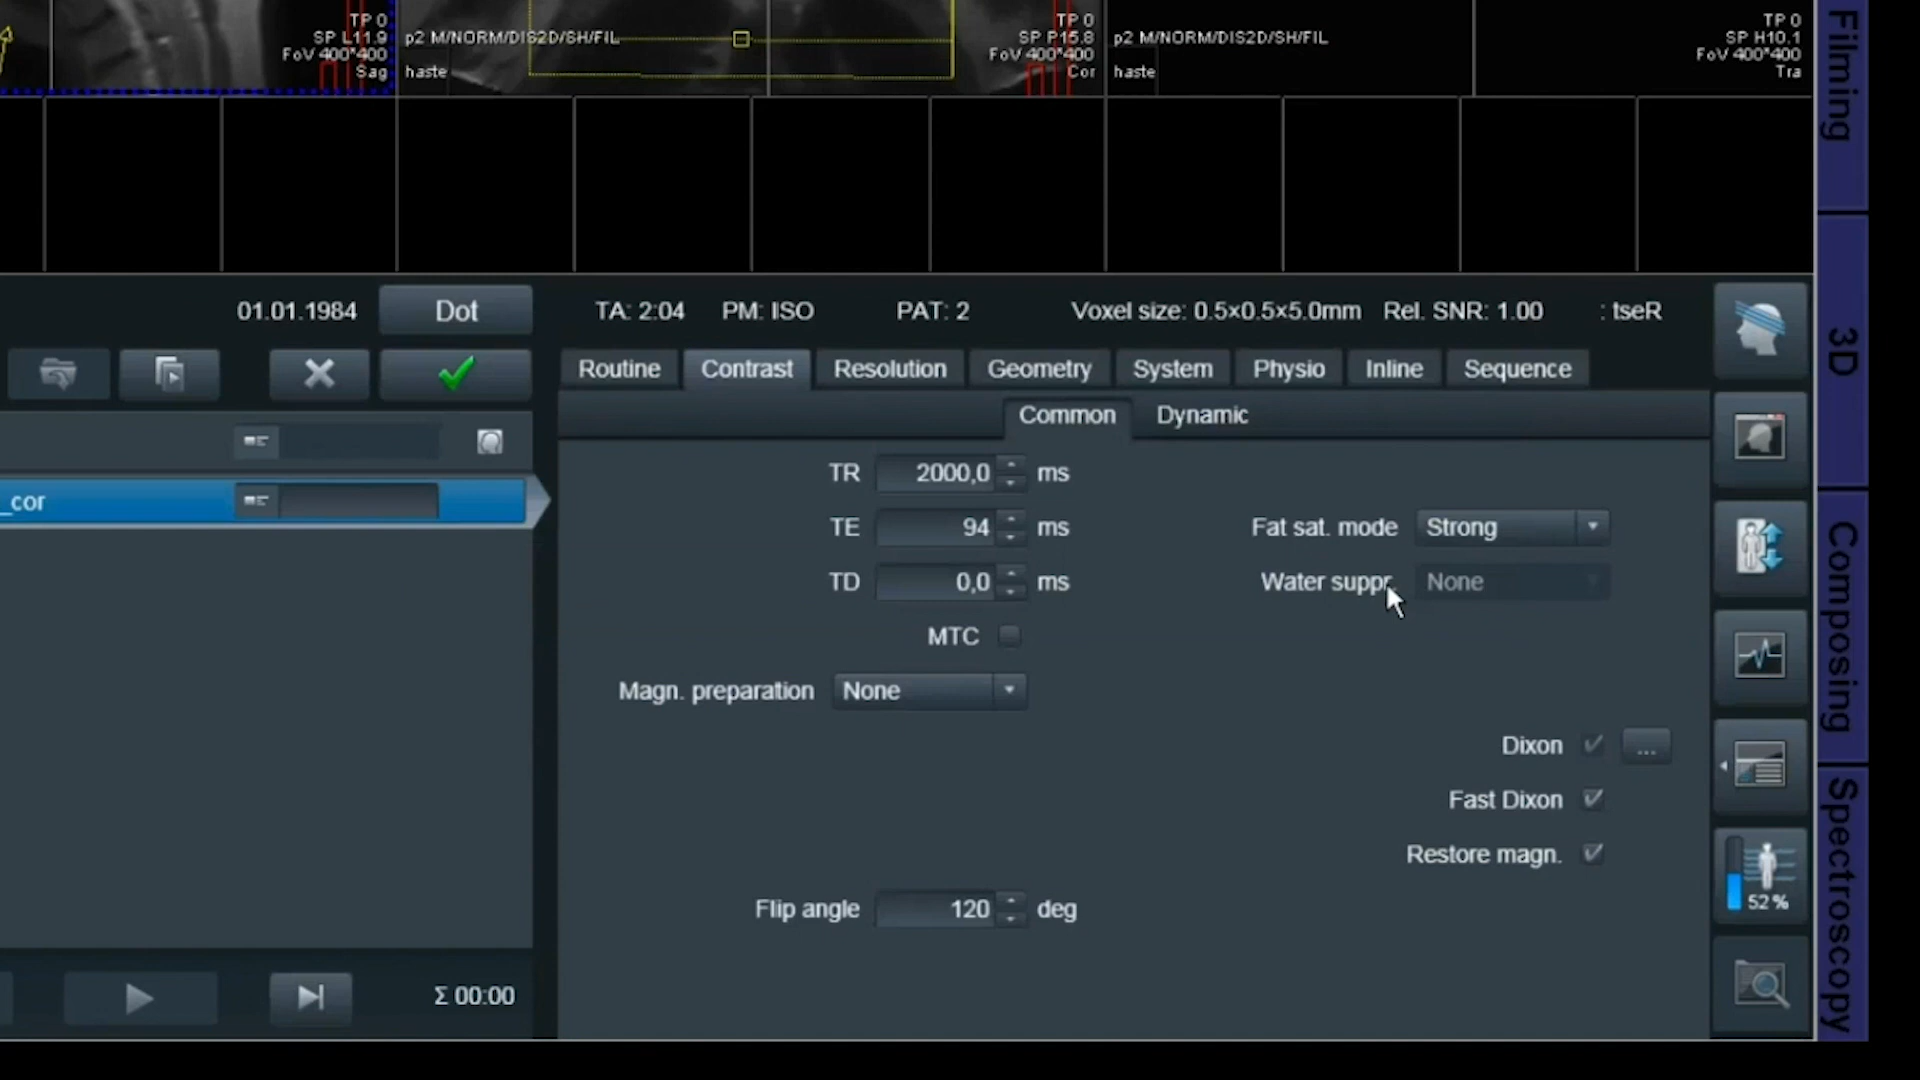 TP 0
SP L11.9
FoV 400*400
Sag
p2 M/NORM/DIS2D/SH/FIL
haste
TP 0
SP P15.8
FoV 400*400
Cor
p2 M/NORM/DIS2D/SH/FIL
haste
TP 0
SP H10.1
FoV 400*400
Tra
Filming
3D
Composing
Spectroscopy
01.01.1984
Dot
TA: 2:04 PM: ISO PAT: 2 Voxel size: 0.5×0.5×5.0mm Rel. SNR: 1.00 : tseR
Routine Contrast Resolution Geometry System Physio Inline Sequence
Common Dynamic
_cor
TR 2000,0 ms
TE 94 ms
Fat sat. mode Strong
TD 0,0 ms
Water suppr. None
MTC
Magn. preparation None
Dixon ...
Fast Dixon
Restore magn.
Flip angle 120 deg
52 %
Σ 00:00